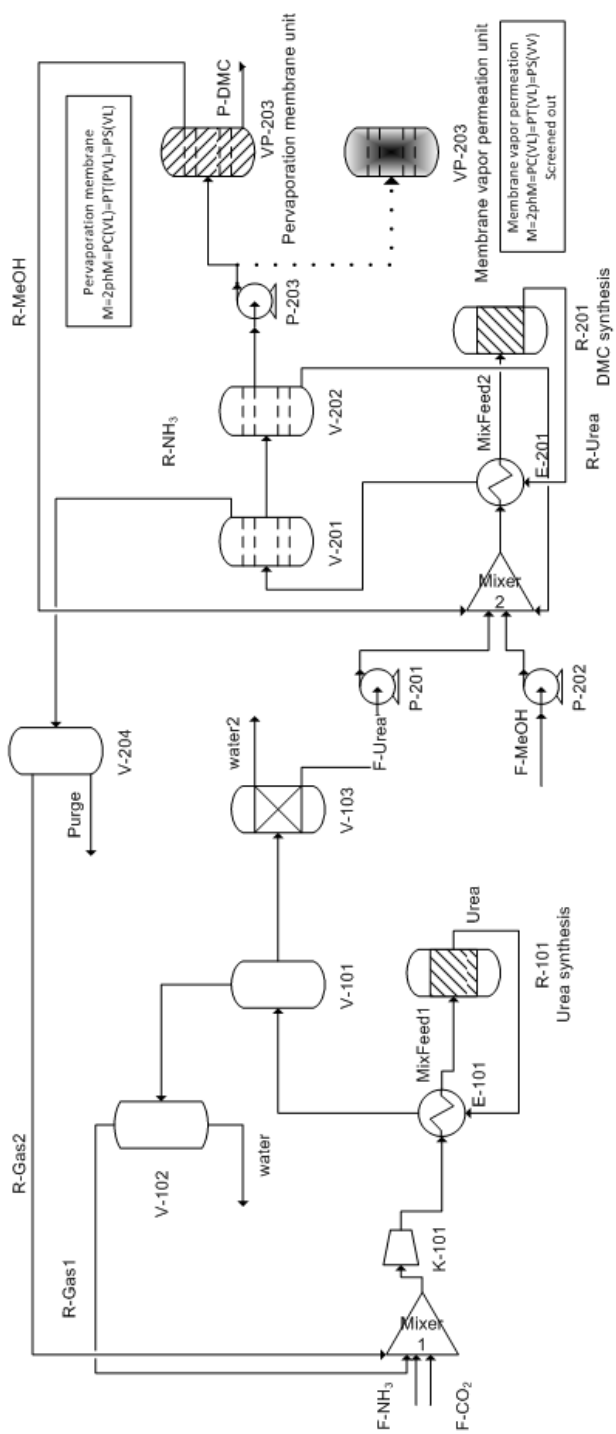 R-MeOH
Pervaporation membrane
M=2phM=PC(VL)=PT(PVL)=PS(VL)
P-DMC
VP-203
Pervaporation membrane unit
P-203
VP-203
Membrane vapor permeation unit
Membrane vapor permeation
M=2phM=PC(VL)=PT(VL)=PS(VV)
Screened out
R-NH₃
V-201
V-202
MixFeed2
E-201
R-201
DMC synthesis
R-Urea
Mixer
2
V-204
Purge
water2
V-103
F-Urea
P-201
F-MeOH
P-202
R-Gas2
R-Gas1
V-102
water
V-101
MixFeed1
Urea
E-101
R-101
Urea synthesis
K-101
Mixer
1
F-NH₃
F-CO₂